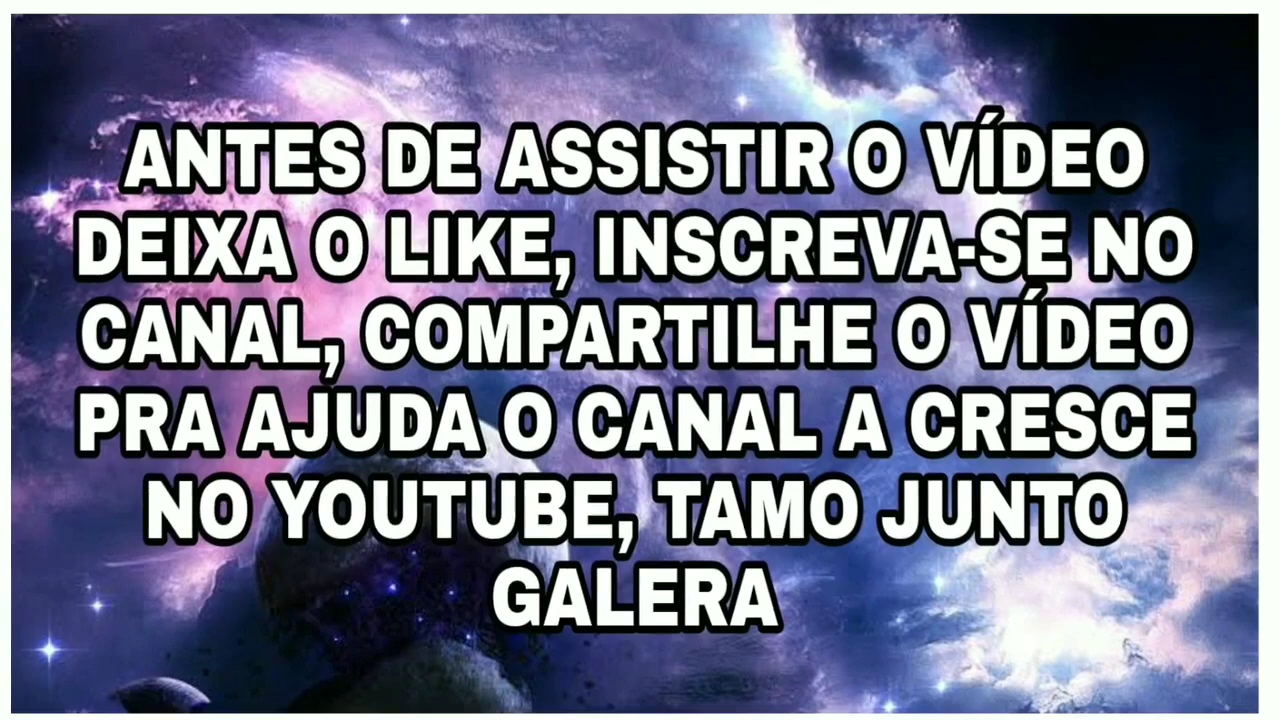 ANTES DE ASSISTIR O VÍDEO
DEIXA O LIKE, INSCREVA-SE NO
CANAL, COMPARTILHE O VÍDEO
PRA AJUDA O CANAL A CRESCE
NO YOUTUBE, TAMO JUNTO
GALERA